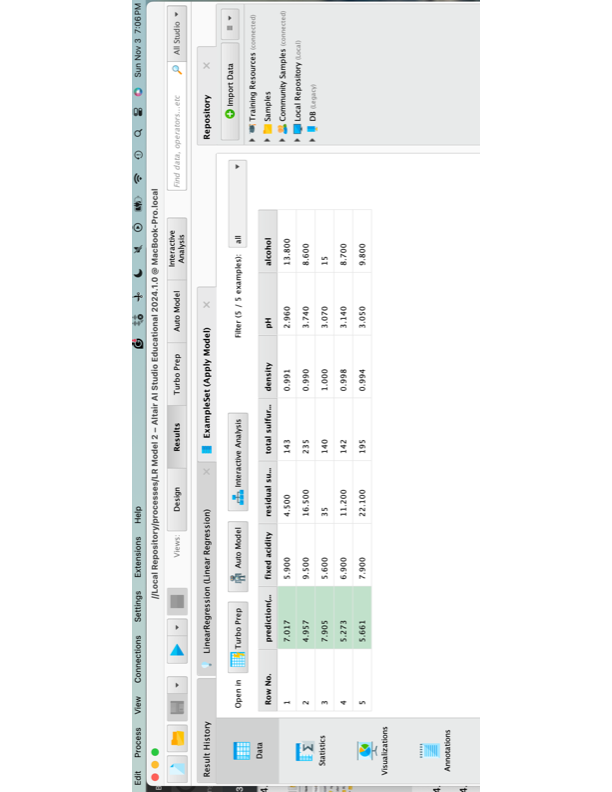 Edit Process View Connections Settings Extensions Help Sun Nov 3 7:06 PM
//Local Repository/processes/LR Model 2 – Altair AI Studio Educational 2024.1.0 @ MacBook-Pro.local
Views: Design Results Turbo Prep Auto Model Interactive Analysis Find data, operators...etc All Studio
Result History LinearRegression (Linear Regression) ExampleSet (Apply Model)
Open in Turbo Prep Auto Model Interactive Analysis Filter (5 / 5 examples): all
Row No. prediction(... fixed acidity residual su... total sulfur... density pH alcohol
1 7.017 5.900 4.500 143 0.991 2.960 13.800
2 4.957 9.500 16.500 235 0.990 3.740 8.600
3 7.905 5.600 35 140 1.000 3.070 15
4 5.273 6.900 11.200 142 0.998 3.140 8.700
5 5.661 7.900 22.100 195 0.994 3.050 9.800
Data
Statistics
Visualizations
Annotations
Repository
Import Data
Training Resources (connected)
Samples
Community Samples (connected)
Local Repository (Local)
DB (Legacy)